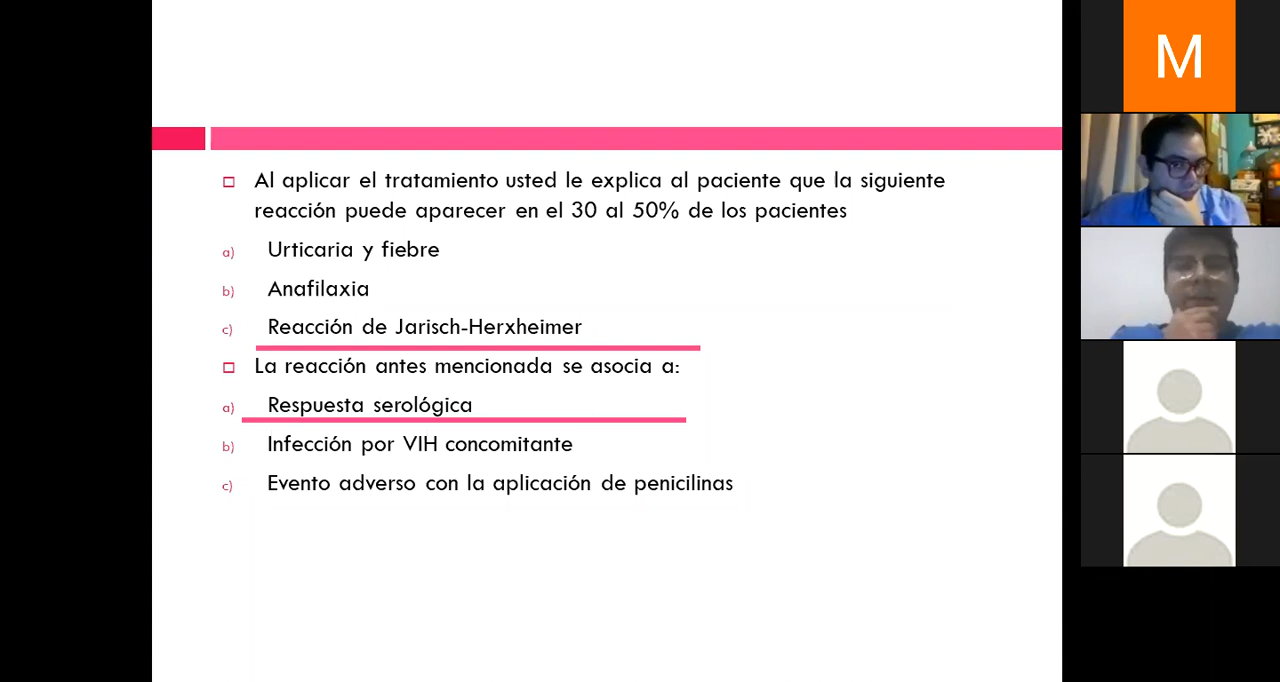 Al aplicar el tratamiento usted le explica al paciente que la siguiente
reacción puede aparecer en el 30 al 50% de los pacientes
a) Urticaria y fiebre
b) Anafilaxia
c) Reacción de Jarisch-Herxheimer
La reacción antes mencionada se asocia a:
a) Respuesta serológica
b) Infección por VIH concomitante
c) Evento adverso con la aplicación de penicilinas
M